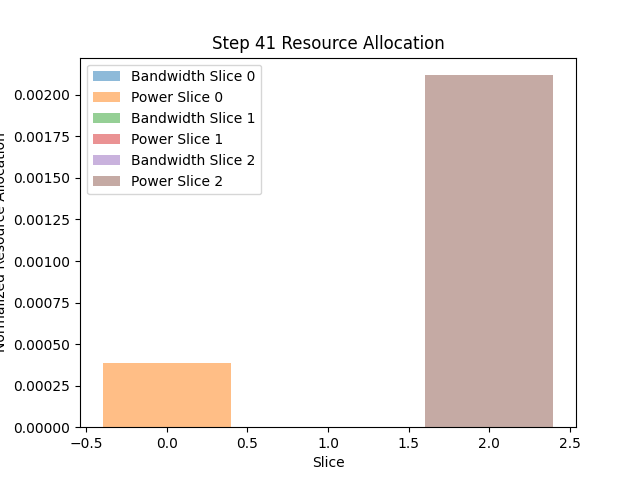 Step 41 Resource Allocation
Bandwidth Slice 0
Power Slice 0
Bandwidth Slice 1
Power Slice 1
Bandwidth Slice 2
Power Slice 2
Normalized Resource Allocation
0.00200
0.00175
0.00150
0.00125
0.00100
0.00075
0.00050
0.00025
0.00000
−0.5 0.0 0.5 1.0 1.5 2.0 2.5
Slice